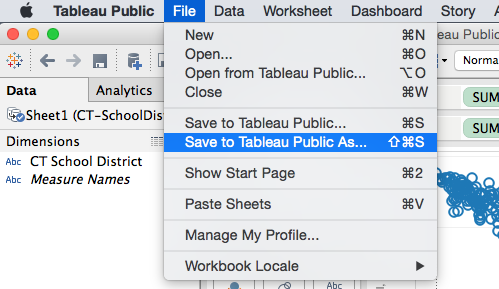 Tableau Public File Data Worksheet Dashboard Story
New ⌘N
Open... ⌘O
Open from Tableau Public... ⌥O
Close ⌘W
Save to Tableau Public... ⌘S
Save to Tableau Public As... ⇧⌘S
Show Start Page ⌘2
Paste Sheets ⌘V
Manage My Profile...
Workbook Locale
Data Analytics
Sheet1 (CT-SchoolDis
Dimensions
Abc CT School District
Abc Measure Names
Abc
eau Public
Norma
SUM
SUM